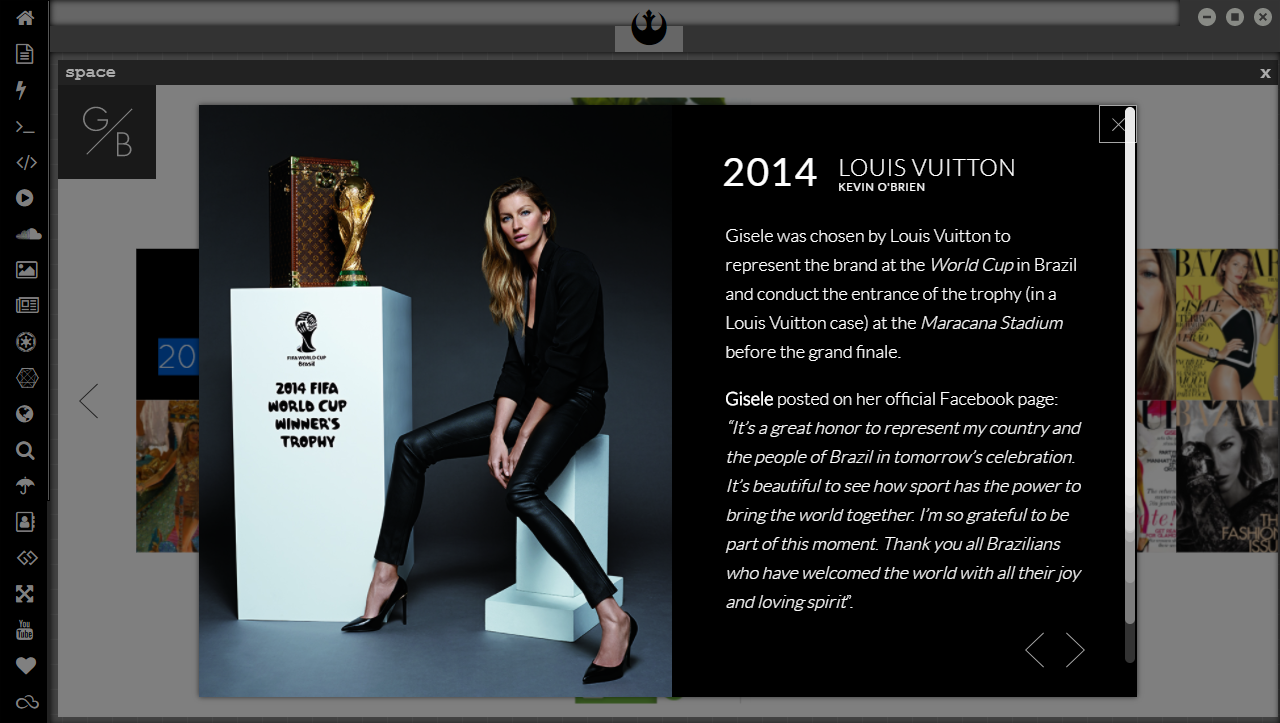 space
x
G/B
2014 LOUIS VUITTON
KEVIN O'BRIEN
Gisele was chosen by Louis Vuitton to
represent the brand at the World Cup in Brazil
and conduct the entrance of the trophy (in a
Louis Vuitton case) at the Maracana Stadium
before the grand finale.
Gisele posted on her official Facebook page:
“It’s a great honor to represent my country and
the people of Brazil in tomorrow’s celebration.
It’s beautiful to see how sport has the power to
bring the world together. I’m so grateful to be
part of this moment. Thank you all Brazilians
who have welcomed the world with all their joy
and loving spirit”.
FIFA WORLD CUP
Brasil
2014 FIFA
WORLD CUP
WINNER'S
TROPHY
20
BAZAAR
GISELE
THE
FASHION
ISSU
You
Tube